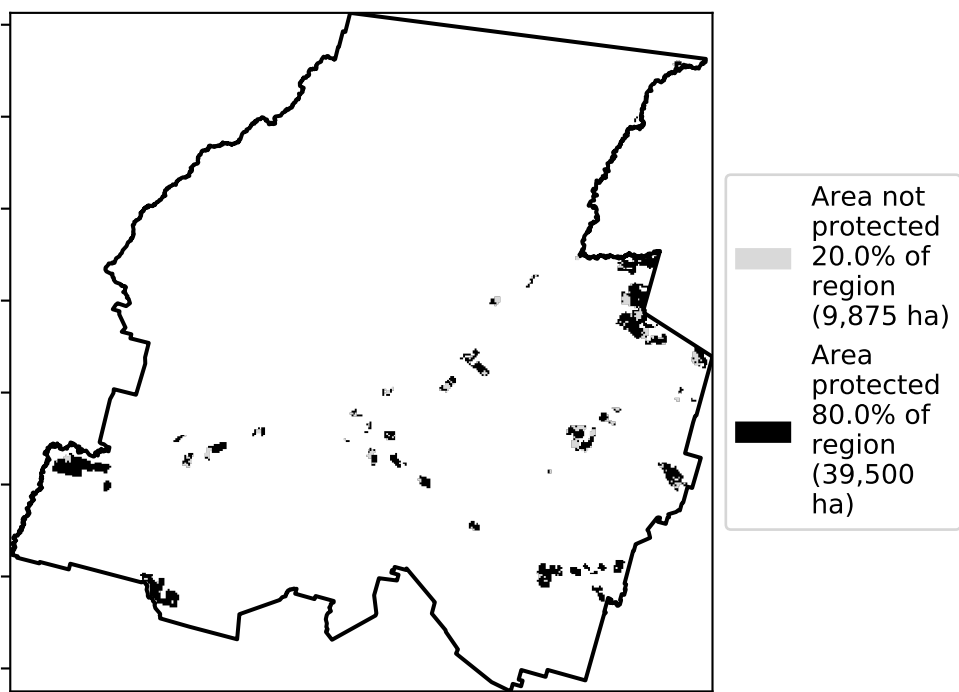 Area not
protected
20.0% of
region
(9,875 ha)
Area
protected
80.0% of
region
(39,500
ha)